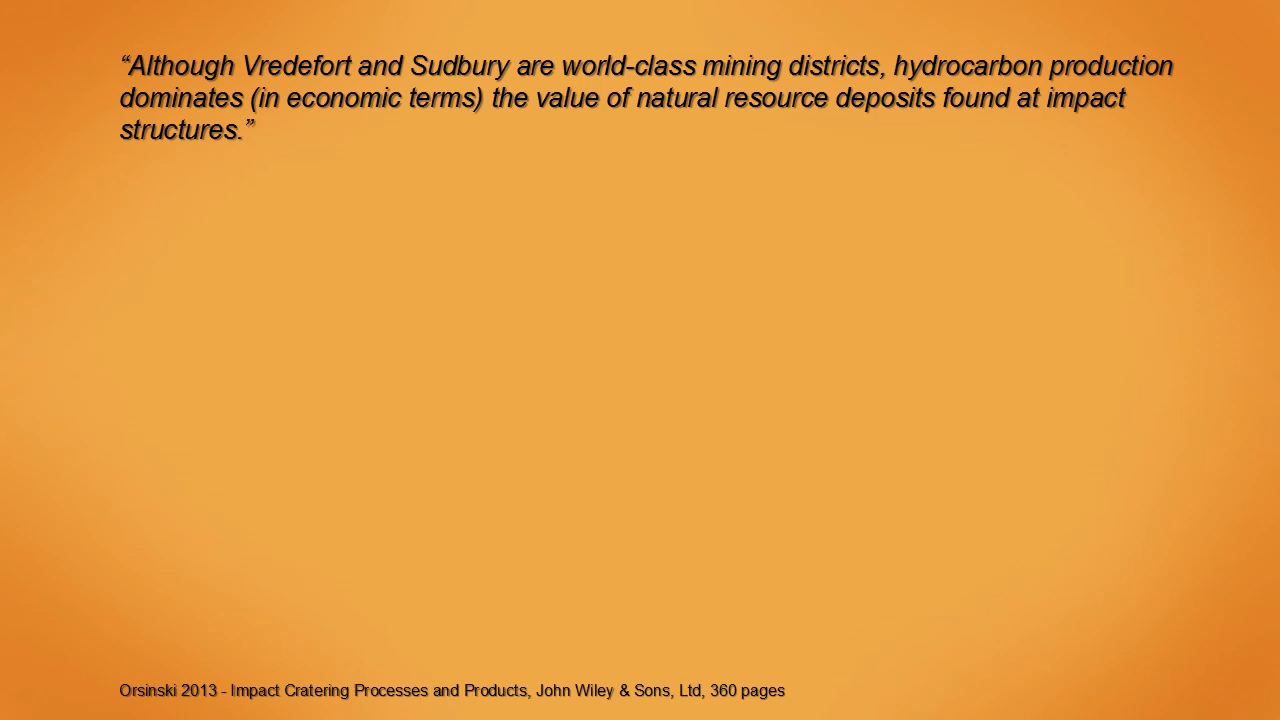 “Although Vredefort and Sudbury are world-class mining districts, hydrocarbon production
dominates (in economic terms) the value of natural resource deposits found at impact
structures.”
Orsinski 2013 - Impact Cratering Processes and Products, John Wiley & Sons, Ltd, 360 pages